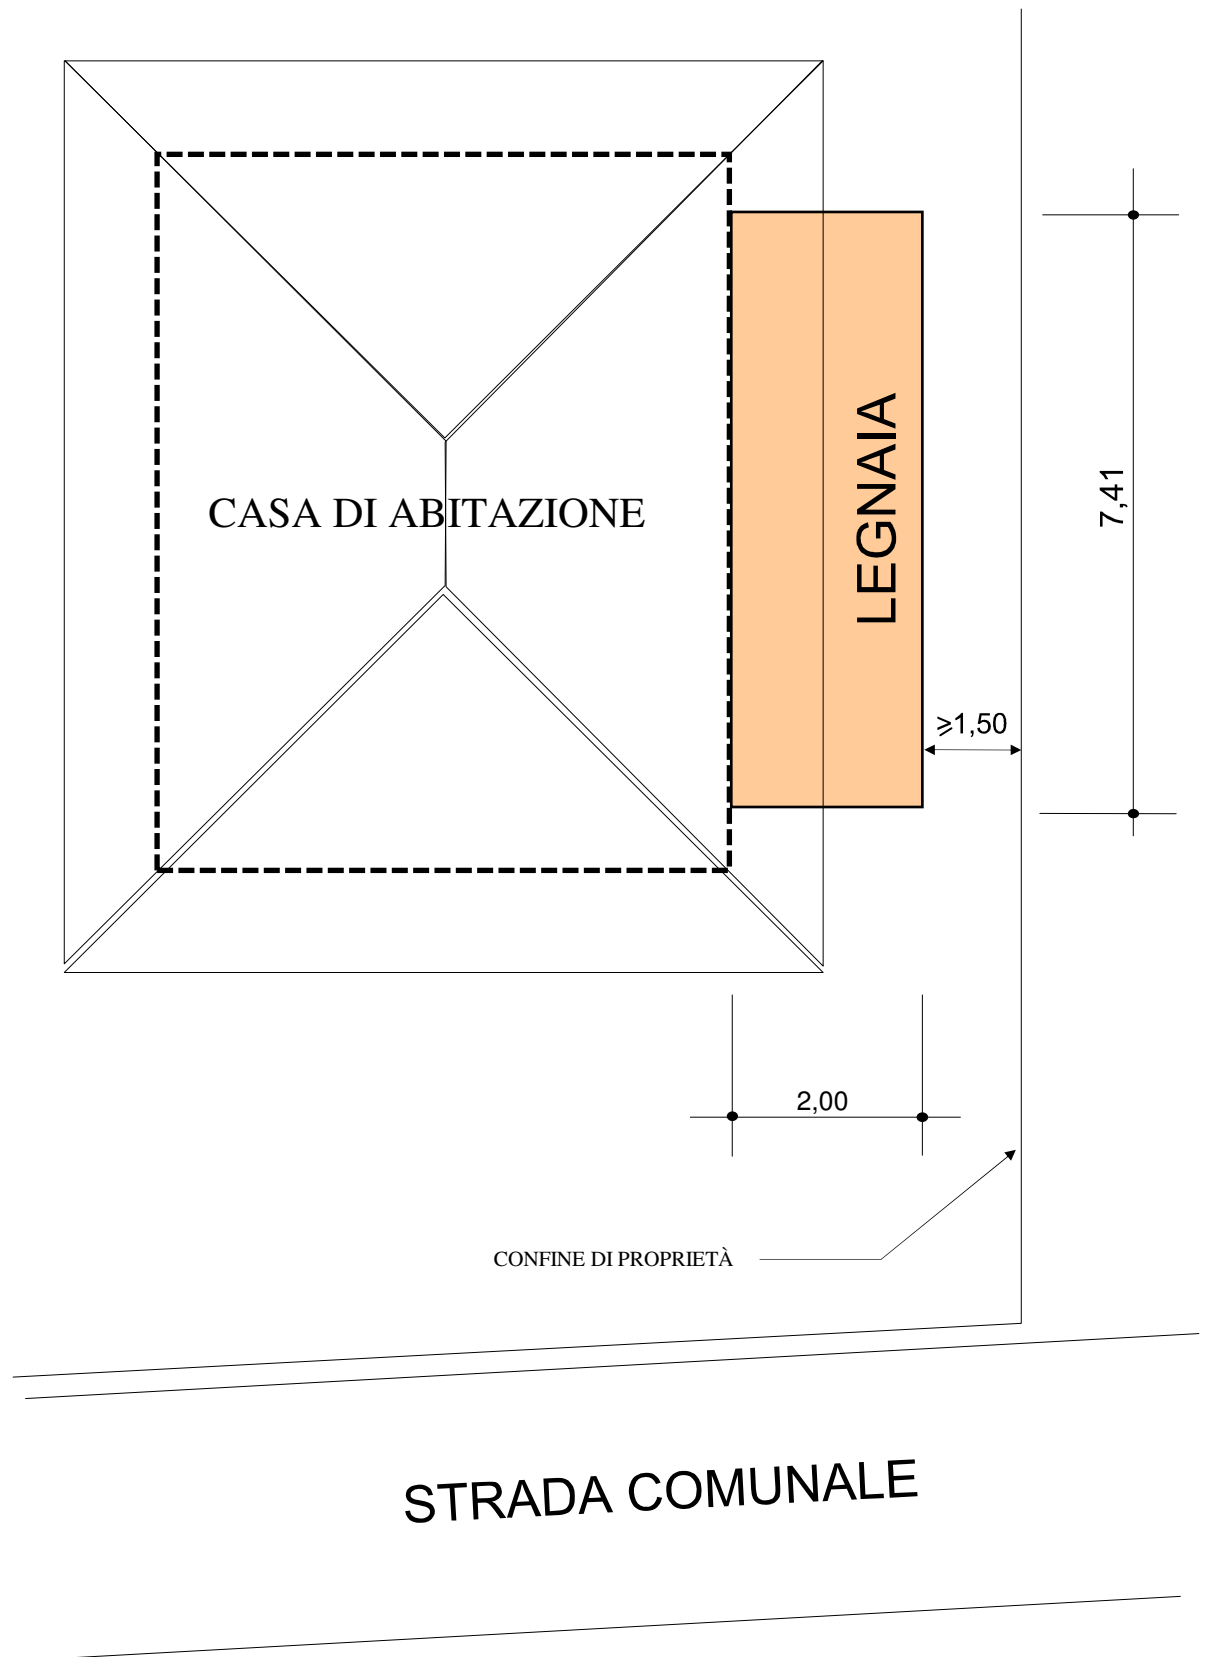 CASA DI ABITAZIONE
LEGNAIA
7,41
⩾1,50
2,00
CONFINE DI PROPRIETÀ
STRADA COMUNALE